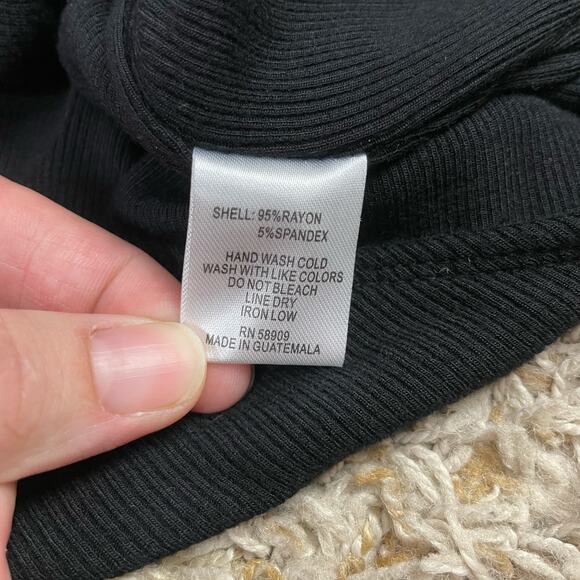 SHELL: 95%RAYON
5%SPANDEX
HAND WASH COLD
WASH WITH LIKE COLORS
DO NOT BLEACH
LINE DRY
IRON LOW
RN 58909
MADE IN GUATEMALA